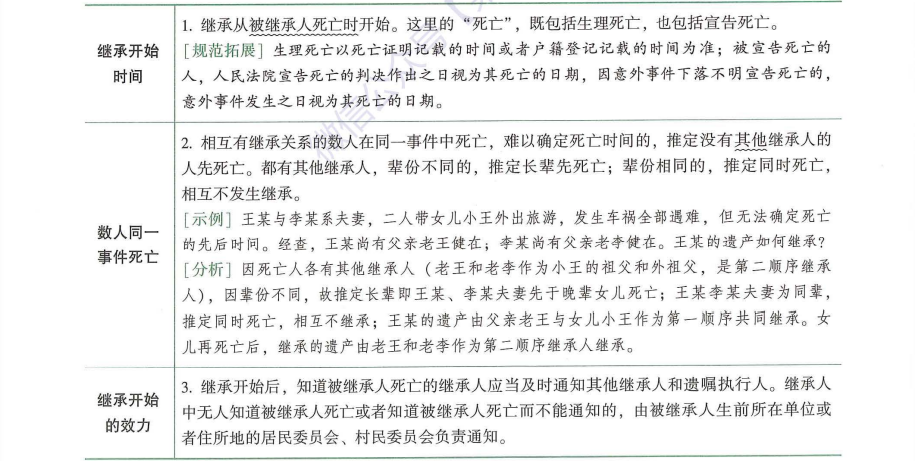 继承开始
时间
1. 继承从被继承人死亡时开始。这里的“死亡”，既包括生理死亡，也包括宣告死亡。
［规范拓展］生理死亡以死亡证明记载的时间或者户籍登记记载的时间为准；被宣告死亡的
人，人民法院宣告死亡的判决作出之日视为其死亡的日期，因意外事件下落不明宣告死亡的，
意外事件发生之日视为其死亡的日期。
数人同一
事件死亡
2. 相互有继承关系的数人在同一事件中死亡，难以确定死亡时间的，推定没有其他继承人的
人先死亡。都有其他继承人，辈份不同的，推定长辈先死亡；辈份相同的，推定同时死亡，
相互不发生继承。
［示例］王某与李某系夫妻，二人带女儿小王外出旅游，发生车祸全部遇难，但无法确定死亡
的先后时间。经查，王某尚有父亲老王健在；李某尚有父亲老李健在。王某的遗产如何继承？
［分析］因死亡人各有其他继承人（老王和老李作为小王的祖父和外祖父，是第二顺序继承
人），因辈份不同，故推定长辈即王某、李某夫妻先于晚辈女儿死亡；王某李某夫妻为同辈，
推定同时死亡，相互不继承；王某的遗产由父亲老王与女儿小王作为第一顺序共同继承。女
儿再死亡后，继承的遗产由老王和老李作为第二顺序继承人继承。
继承开始
的效力
3. 继承开始后，知道被继承人死亡的继承人应当及时通知其他继承人和遗嘱执行人。继承人
中无人知道被继承人死亡或者知道被继承人死亡而不能通知的，由被继承人生前所在单位或
者住所地的居民委员会、村民委员会负责通知。
微信公众号